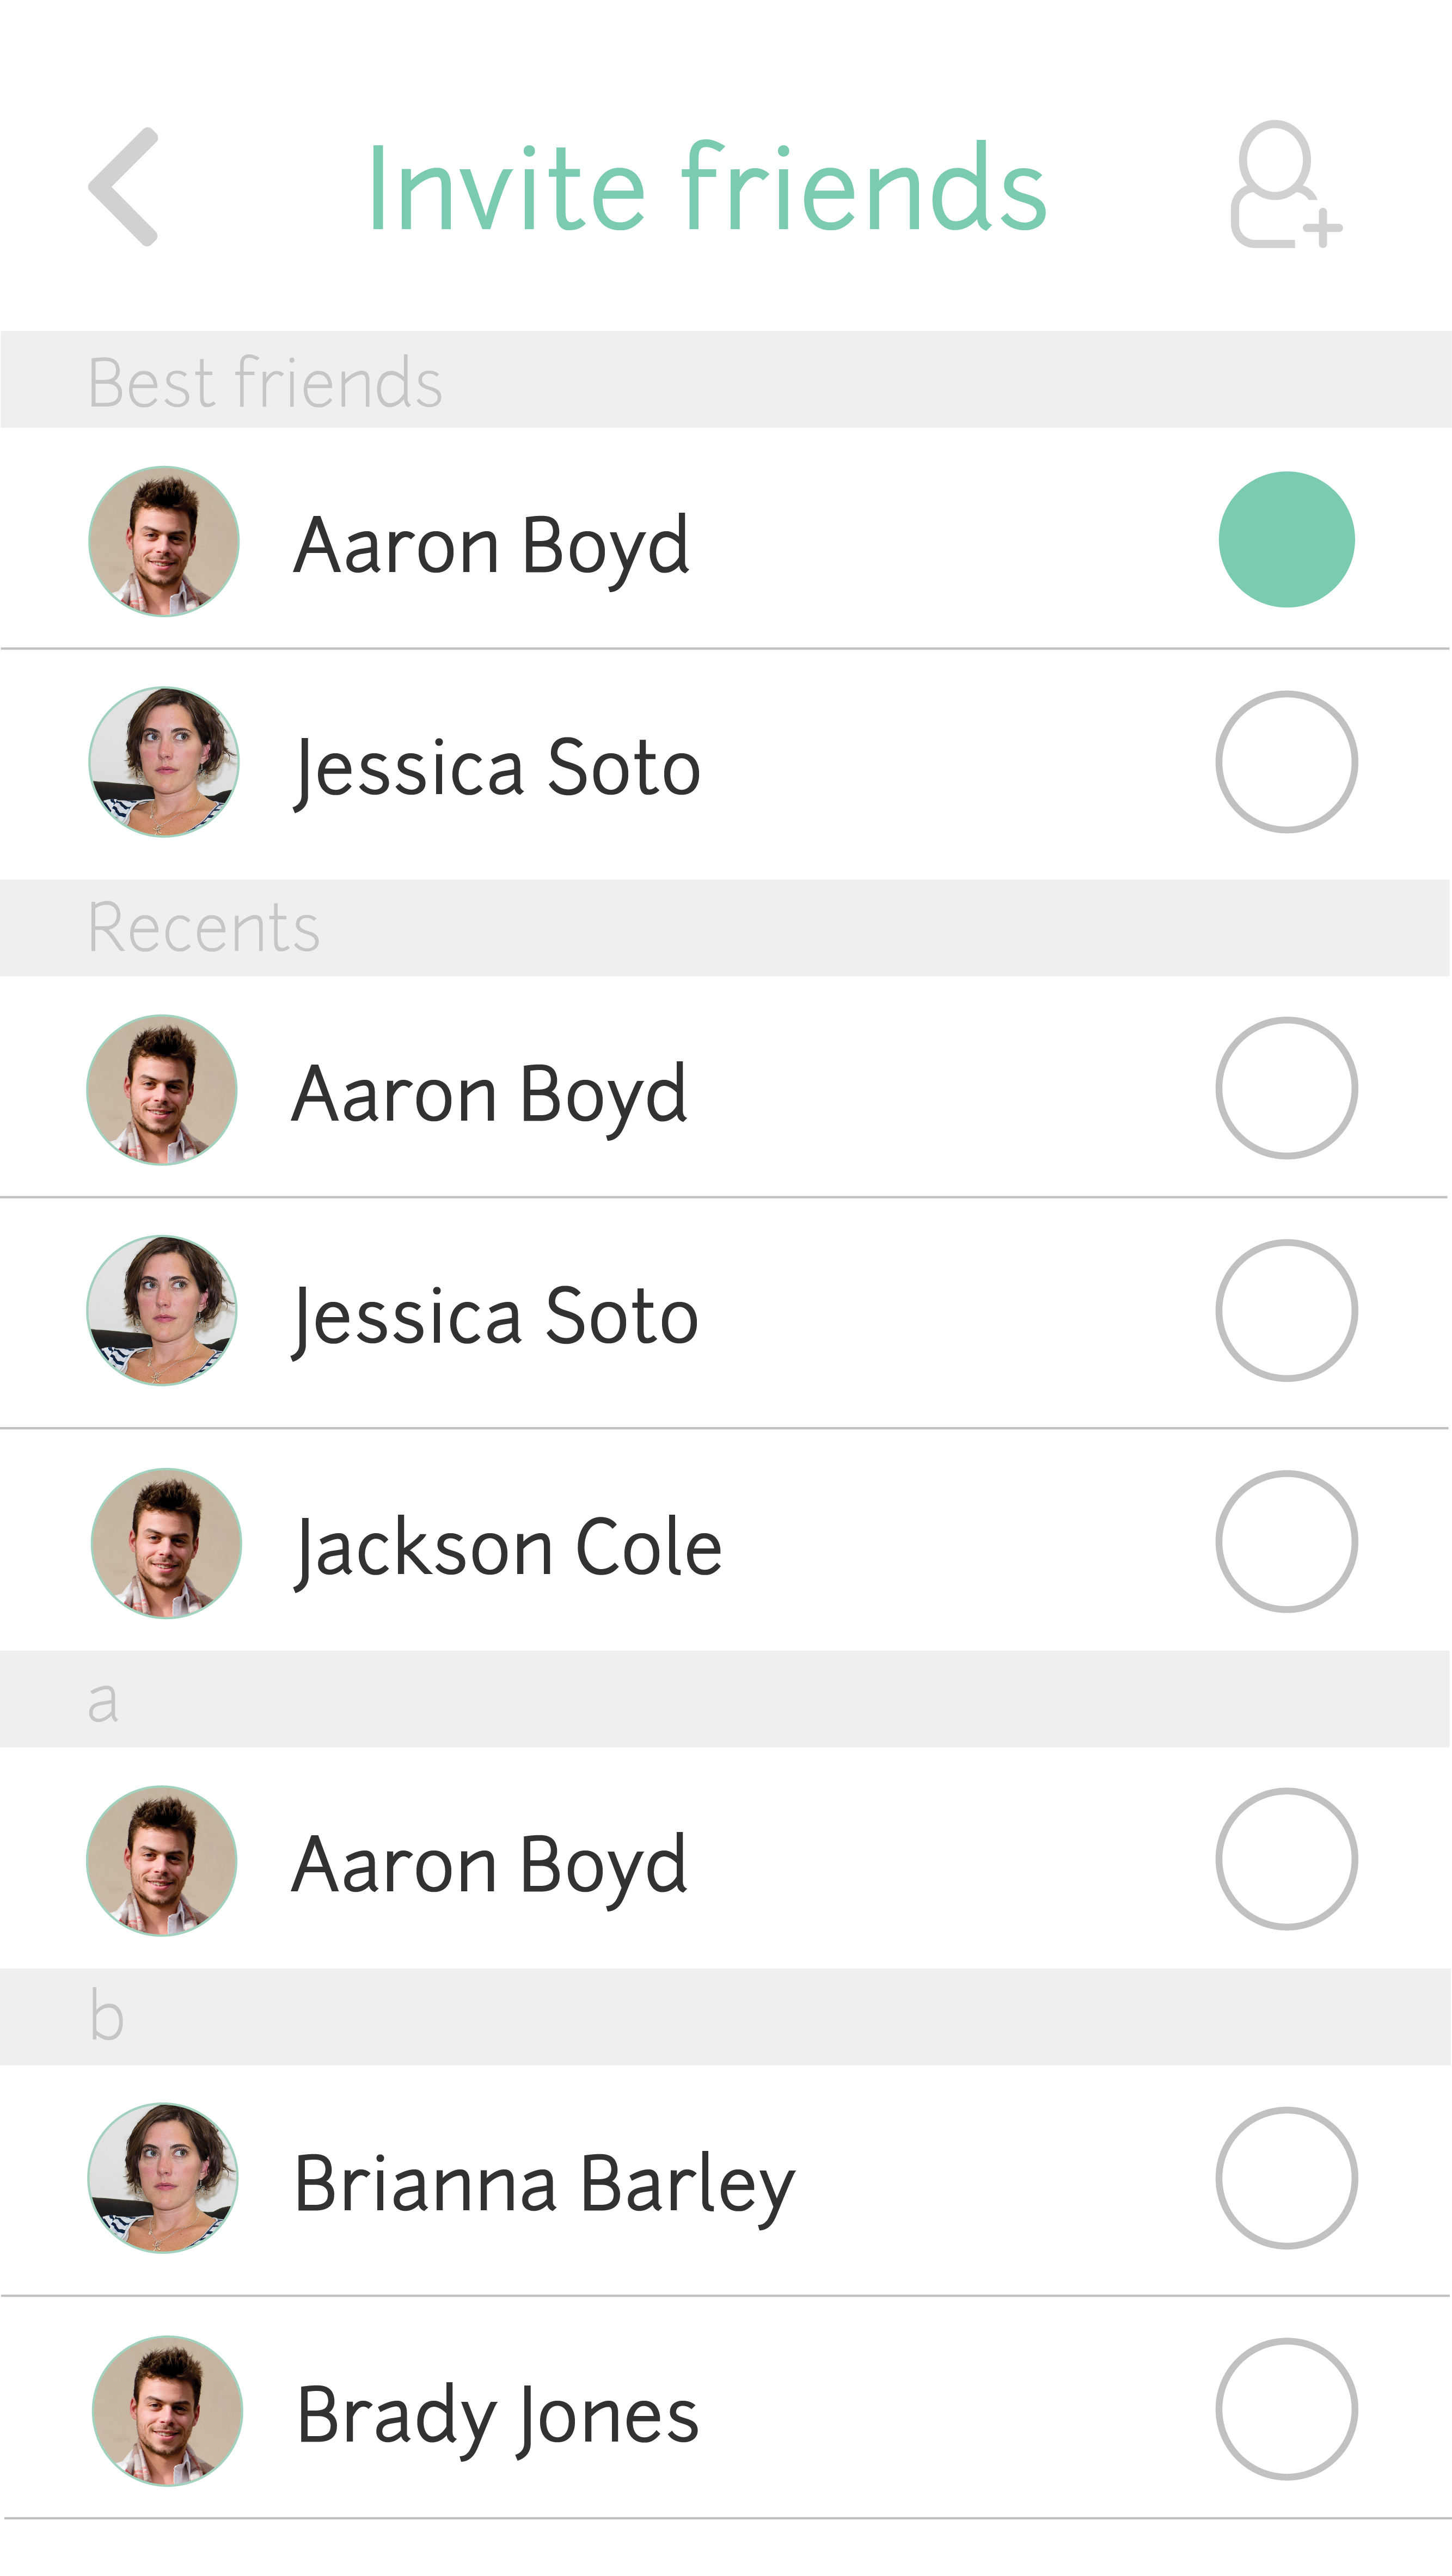 Invite friends
Best friends
Aaron Boyd
Jessica Soto
Recents
Aaron Boyd
Jessica Soto
Jackson Cole
a
Aaron Boyd
b
Brianna Barley
Brady Jones